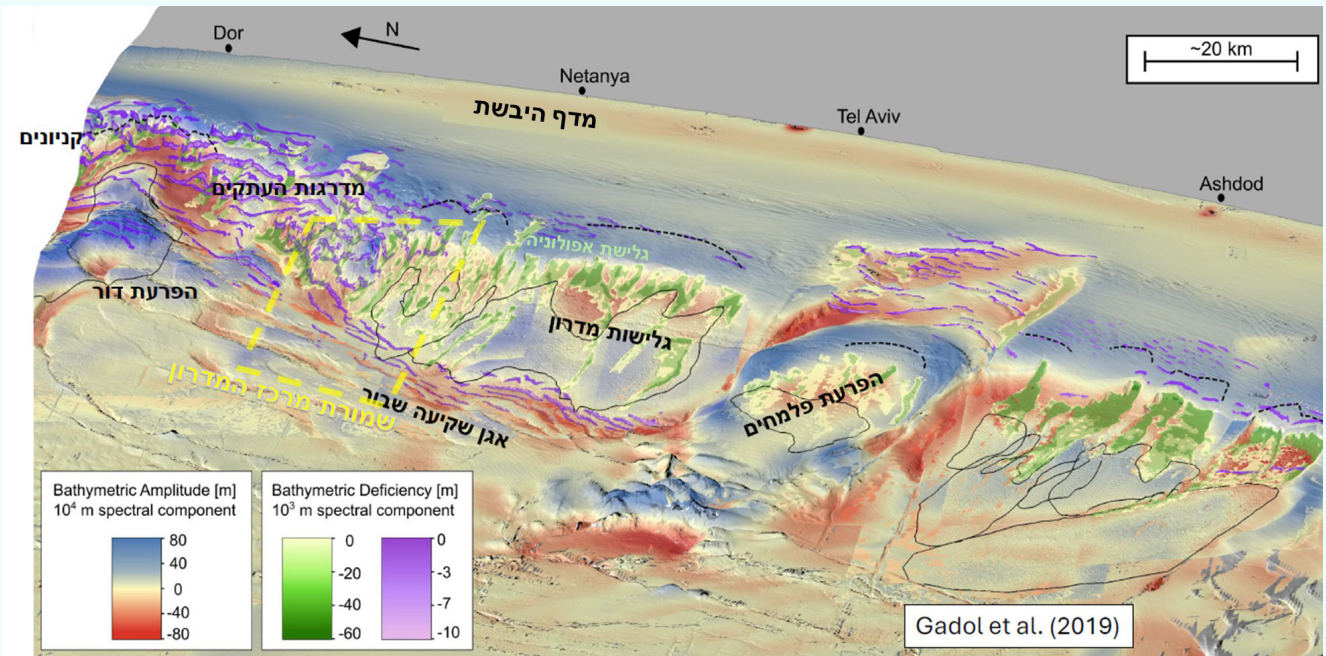 Dor
N
Netanya
Tel Aviv
Ashdod
~20 km
מדף היבשת
קניונים
מדרגות העתקים
גלישת אפולוניה
הפרעת דור
גלישות מדרון
הפרעת פלמחים
שמורת מרכז המדרון
אגן שקיעה שבור
Bathymetric Amplitude [m]
10⁴ m spectral component
80
40
0
-40
-80
Bathymetric Deficiency [m]
10³ m spectral component
0
-20
-40
-60
0
-3
-7
-10
Gadol et al. (2019)